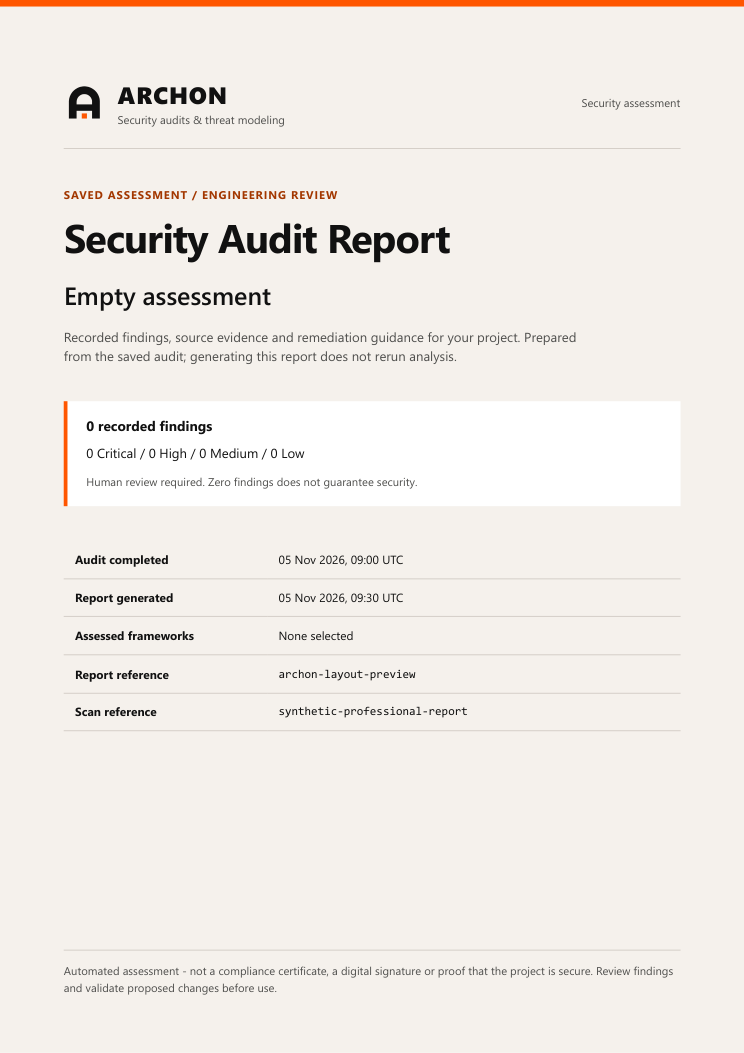 ARCHON
Security audits & threat modeling
Security assessment
SAVED ASSESSMENT / ENGINEERING REVIEW
Security Audit Report
Empty assessment
Recorded findings, source evidence and remediation guidance for your project. Prepared
from the saved audit; generating this report does not rerun analysis.
0 recorded findings
0 Critical / 0 High / 0 Medium / 0 Low
Human review required. Zero findings does not guarantee security.
Audit completed 05 Nov 2026, 09:00 UTC
Report generated 05 Nov 2026, 09:30 UTC
Assessed frameworks None selected
Report reference archon-layout-preview
Scan reference synthetic-professional-report
Automated assessment - not a compliance certificate, a digital signature or proof that the project is secure. Review findings
and validate proposed changes before use.